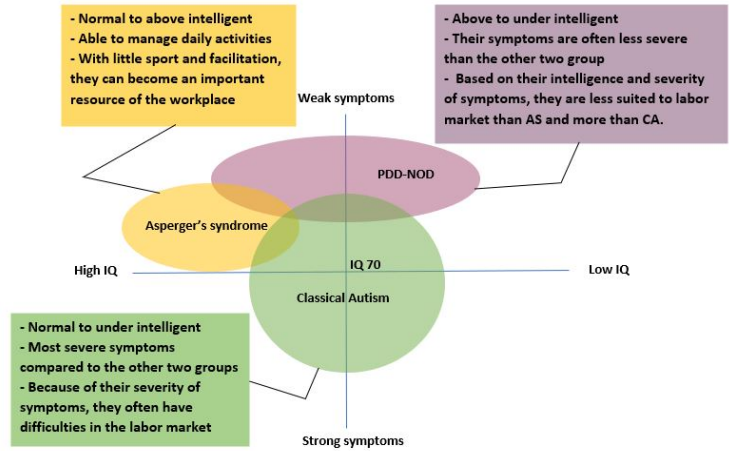 - Normal to above intelligent
- Able to manage daily activities
- With little sport and facilitation,
they can become an important
resource of the workplace
- Above to under intelligent
- Their symptoms are often less severe
than the other two group
- Based on their intelligence and severity
of symptoms, they are less suited to labor
market than AS and more than CA.
Weak symptoms
PDD-NOD
Asperger's syndrome
IQ 70
High IQ
Low IQ
Classical Autism
- Normal to under intelligent
- Most severe symptoms
compared to the other two groups
- Because of their severity of
symptoms, they often have
difficulties in the labor market
Strong symptoms